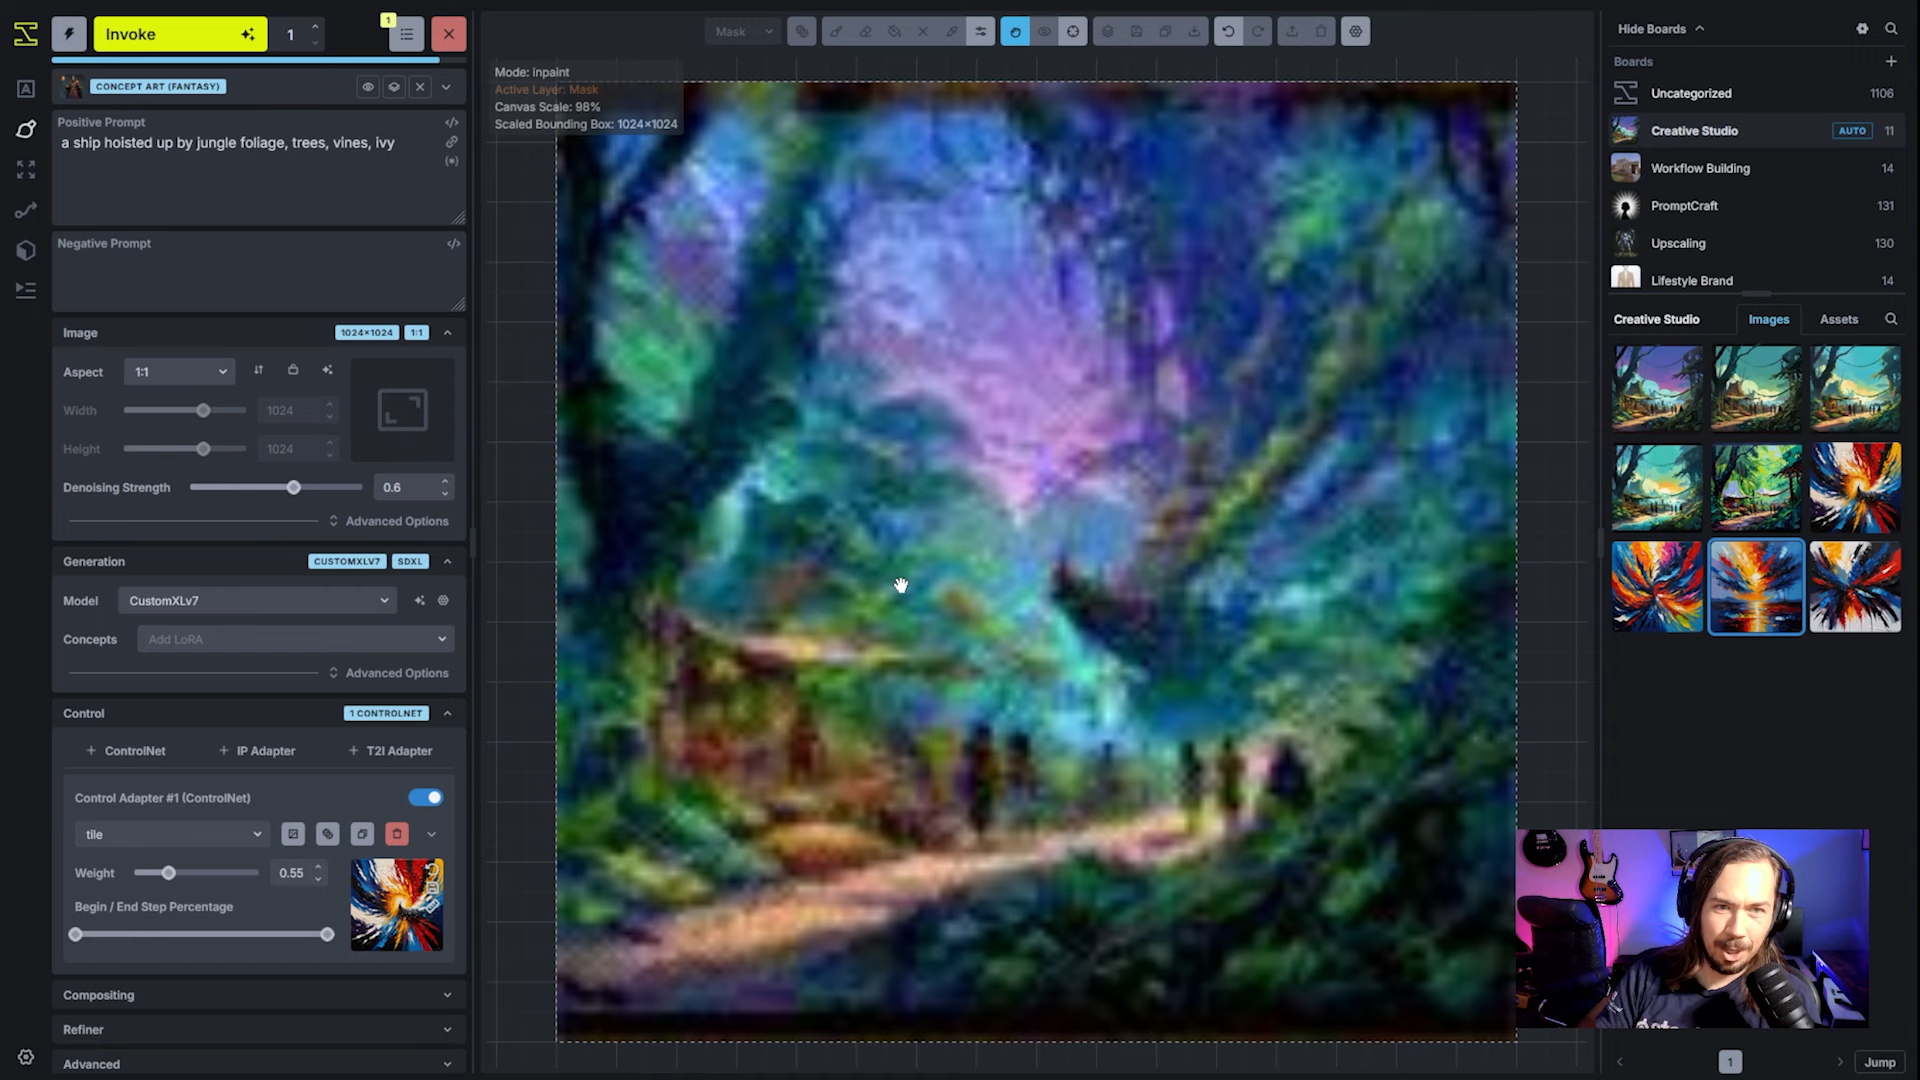 Invoke
1
1
CONCEPT ART (FANTASY)
Positive Prompt
a ship hoisted up by jungle foliage, trees, vines, ivy
Negative Prompt
Image
1024×1024
1:1
Aspect
1:1
Width
1024
Height
1024
Denoising Strength
0.6
Advanced Options
Generation
CUSTOMXLV7
SDXL
Model
CustomXLv7
Concepts
Add LoRA
Advanced Options
Control
1 CONTROLNET
+ ControlNet
+ IP Adapter
+ T2I Adapter
Control Adapter #1 (ControlNet)
tile
Weight
0.55
Begin / End Step Percentage
Compositing
Refiner
Advanced
Mask
Mode: inpaint
Active Layer: Mask
Canvas Scale: 98%
Scaled Bounding Box: 1024×1024
Hide Boards
Boards
Uncategorized
1106
Creative Studio
AUTO
11
Workflow Building
14
PromptCraft
131
Upscaling
130
Lifestyle Brand
14
Creative Studio
Images
Assets
1
Jump